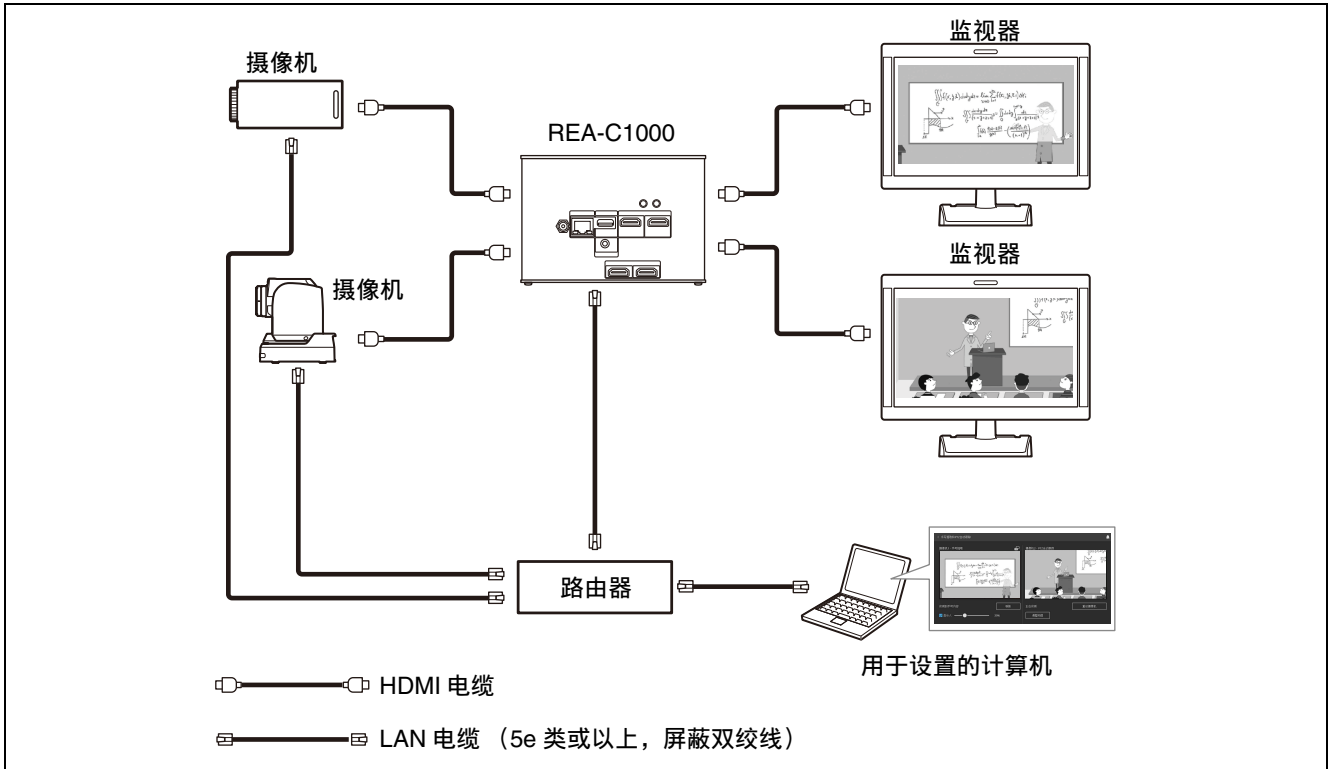 监视器
摄像机
REA-C1000
监视器
摄像机
路由器
用于设置的计算机
HDMI 电缆
LAN 电缆 （5e 类或以上，屏蔽双绞线）